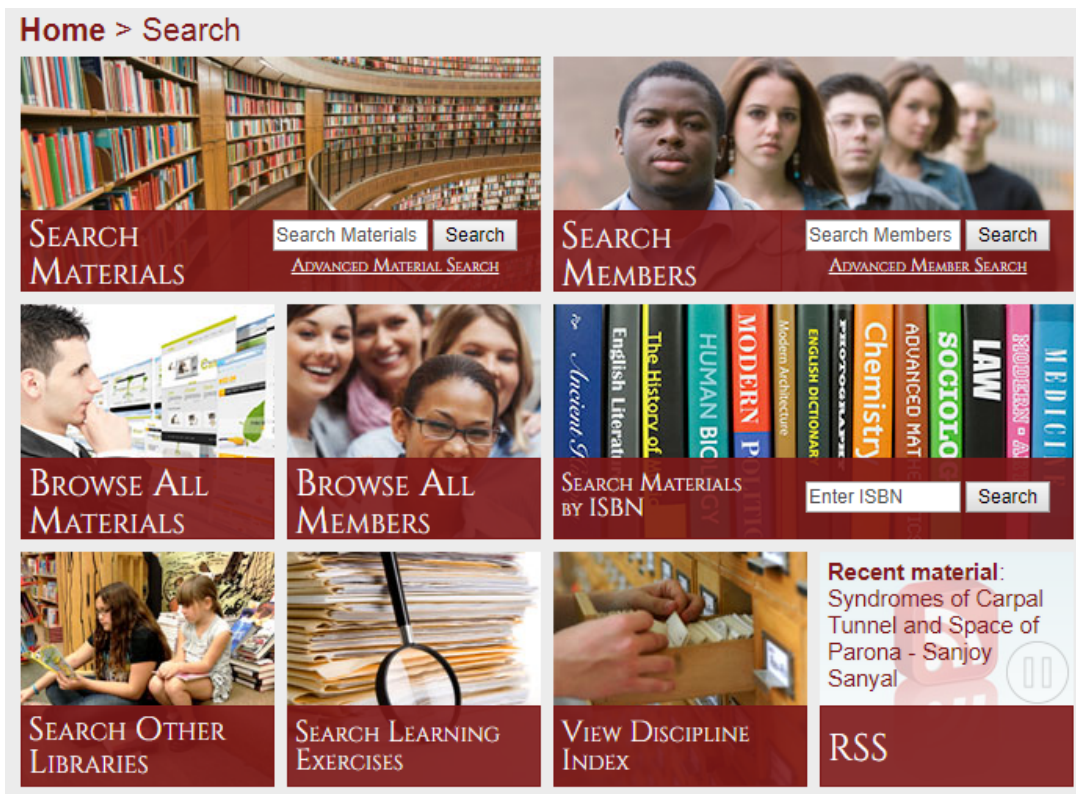 Home > Search
SEARCH
MATERIALS
Search Materials
Search
ADVANCED MATERIAL SEARCH
SEARCH
MEMBERS
Search Members
Search
ADVANCED MEMBER SEARCH
BROWSE ALL
MATERIALS
BROWSE ALL
MEMBERS
Ancient
English
The History of
HUMAN BIOLOGY
MODERN
Modern Architecture
ENGLISH DICTIONARY
PHOTOGRAPHY
Chemistry
ADVANCED
SOCIOLO
LAW
MODERN
MEDICI
SEARCH MATERIALS
BY ISBN
Enter ISBN
Search
SEARCH OTHER
LIBRARIES
SEARCH LEARNING
EXERCISES
VIEW DISCIPLINE
INDEX
Recent material:
Syndromes of Carpal
Tunnel and Space of
Parona - Sanjoy
Sanyal
RSS